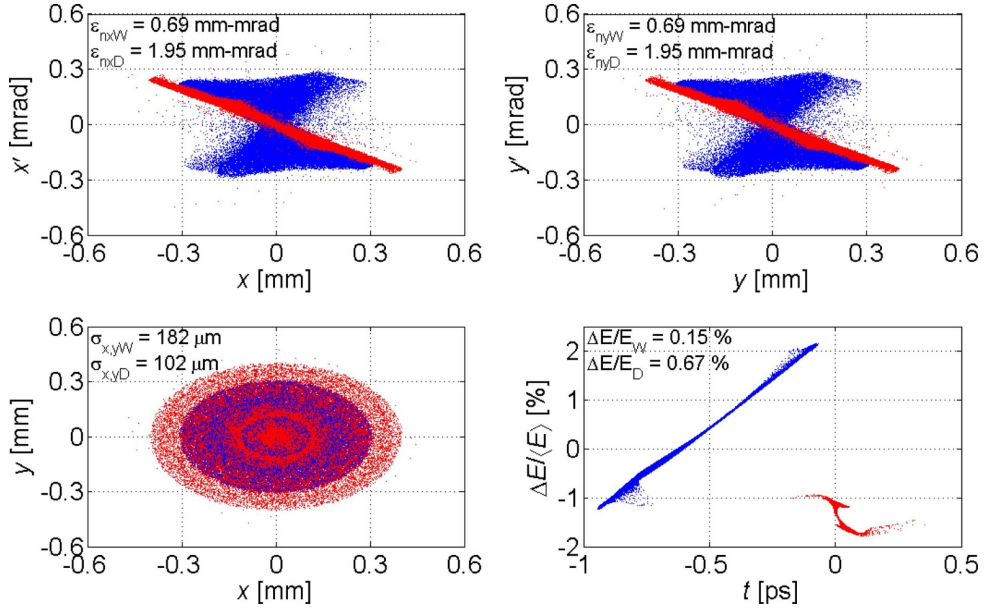 ε_nxW = 0.69 mm-mrad
ε_nxD = 1.95 mm-mrad
0.6
0.3
0
-0.3
-0.6
x′ [mrad]
-0.6 -0.3 0 0.3 0.6
x [mm]
ε_nyW = 0.69 mm-mrad
ε_nyD = 1.95 mm-mrad
0.6
0.3
0
-0.3
-0.6
y′ [mrad]
-0.6 -0.3 0 0.3 0.6
y [mm]
σ_x,yW = 182 μm
σ_x,yD = 102 μm
0.6
0.3
0
-0.3
-0.6
y [mm]
-0.6 -0.3 0 0.3 0.6
x [mm]
ΔE/E_W = 0.15 %
ΔE/E_D = 0.67 %
2
1
0
-1
-2
ΔE/⟨E⟩ [%]
-1 -0.5 0 0.5
t [ps]